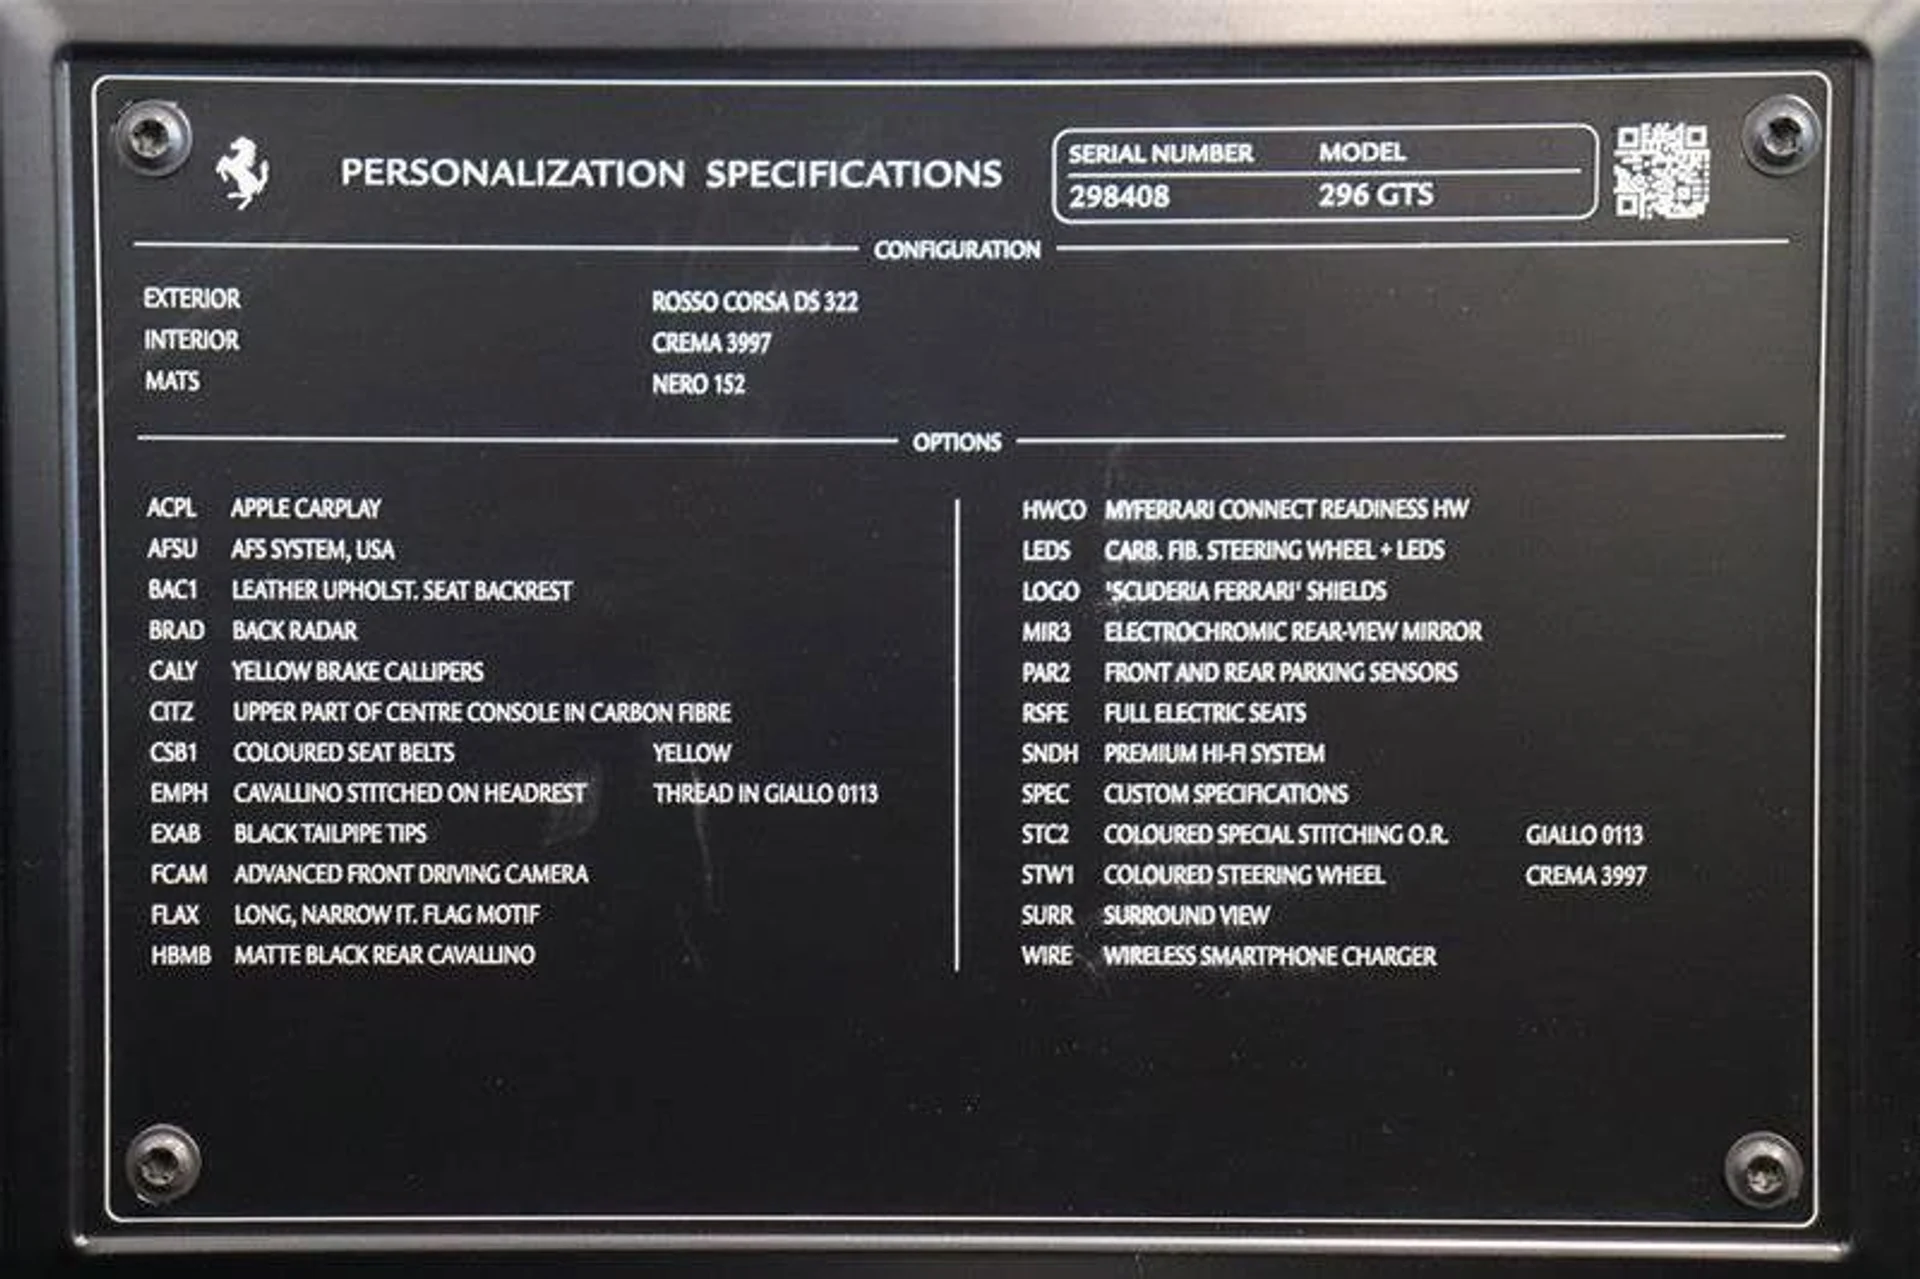 PERSONALIZATION SPECIFICATIONS
SERIAL NUMBER MODEL
298408 296 GTS
CONFIGURATION
EXTERIOR ROSSO CORSA DS 322
INTERIOR CREMA 3997
MATS NERO 152
OPTIONS
ACPL APPLE CARPLAY
AFSU AFS SYSTEM, USA
BAC1 LEATHER UPHOLST. SEAT BACKREST
BRAD BACK RADAR
CALY YELLOW BRAKE CALLIPERS
CITZ UPPER PART OF CENTRE CONSOLE IN CARBON FIBRE
CSB1 COLOURED SEAT BELTS YELLOW
EMPH CAVALLINO STITCHED ON HEADREST THREAD IN GIALLO 0113
EXAB BLACK TAILPIPE TIPS
FCAM ADVANCED FRONT DRIVING CAMERA
FLAX LONG, NARROW IT. FLAG MOTIF
HBMB MATTE BLACK REAR CAVALLINO
HWCO MYFERRARI CONNECT READINESS HW
LEDS CARB. FIB. STEERING WHEEL + LEDS
LOGO "SCUDERIA FERRARI" SHIELDS
MIR3 ELECTROCHROMIC REAR-VIEW MIRROR
PAR2 FRONT AND REAR PARKING SENSORS
RSFE FULL ELECTRIC SEATS
SNDH PREMIUM HI-FI SYSTEM
SPEC CUSTOM SPECIFICATIONS
STC2 COLOURED SPECIAL STITCHING O.R. GIALLO 0113
STW1 COLOURED STEERING WHEEL CREMA 3997
SURR SURROUND VIEW
WIRE WIRELESS SMARTPHONE CHARGER